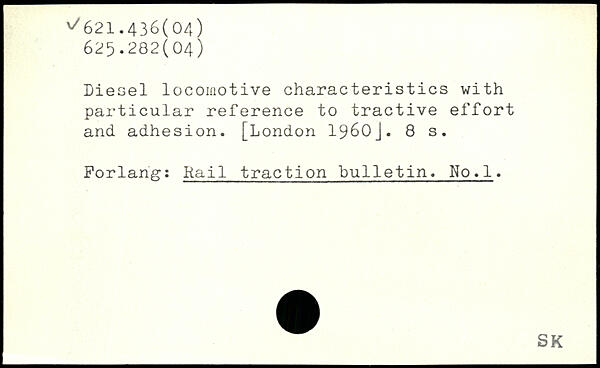 ✓621.436(04)
625.282(04)
Diesel locomotive characteristics with
particular reference to tractive effort
and adhesion. [London 1960]. 8 s.
Forlang: Rail traction bulletin. No.1.
SK